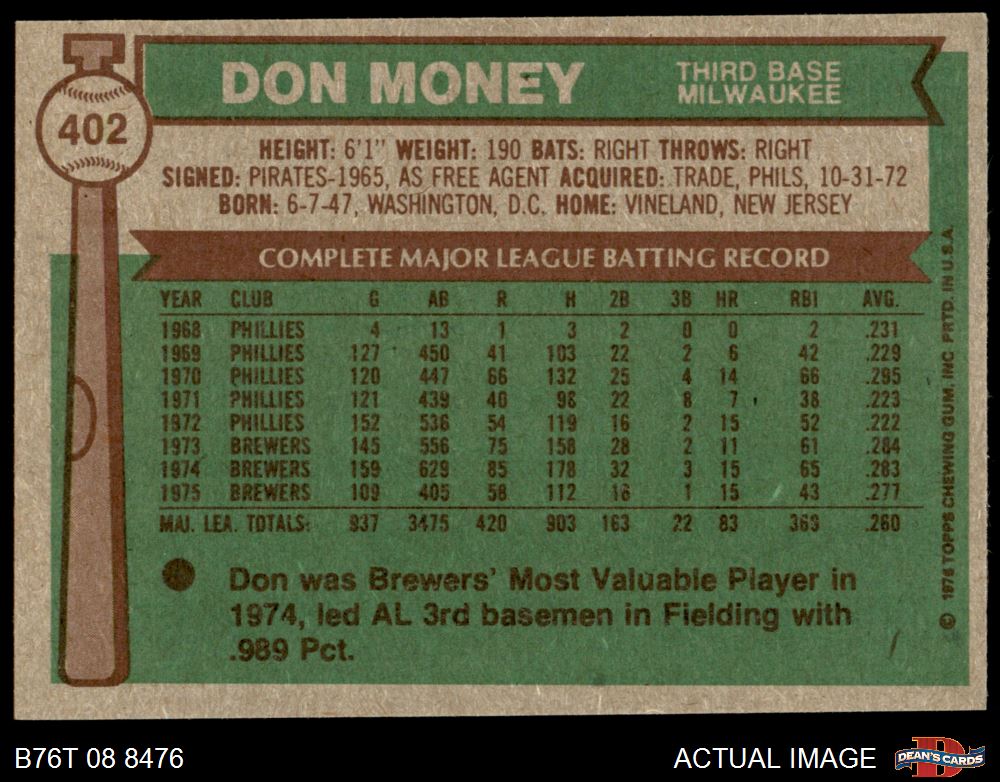 402
DON MONEY
THIRD BASE
MILWAUKEE
HEIGHT: 6'1" WEIGHT: 190 BATS: RIGHT THROWS: RIGHT
SIGNED: PIRATES-1965, AS FREE AGENT ACQUIRED: TRADE, PHILS, 10-31-72
BORN: 6-7-47, WASHINGTON, D.C. HOME: VINELAND, NEW JERSEY
COMPLETE MAJOR LEAGUE BATTING RECORD
YEAR CLUB G AB R H 2B 3B HR RBI AVG.
1968 PHILLIES 4 13 1 3 2 0 0 2 .231
1969 PHILLIES 127 450 41 103 22 2 6 42 .229
1970 PHILLIES 120 447 66 132 25 4 14 66 .295
1971 PHILLIES 121 439 40 98 22 8 7 38 .223
1972 PHILLIES 152 536 54 119 16 2 15 52 .222
1973 BREWERS 145 556 75 158 28 2 11 61 .284
1974 BREWERS 159 629 85 178 32 3 15 65 .283
1975 BREWERS 109 405 58 112 16 1 15 43 .277
MAJ. LEA. TOTALS: 937 3475 420 903 163 22 83 369 .260
Don was Brewers' Most Valuable Player in
1974, led AL 3rd basemen in Fielding with
.989 Pct.
© 1976 TOPPS CHEWING GUM, INC PRTD. IN U.S.A.
B76T 08 8476
ACTUAL IMAGE
D
DEAN'S CARDS